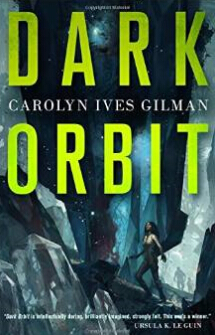 DARK
CAROLYN IVES GILMAN
ORBIT
"Dark Orbit is intellectually daring, brilliantly imagined, strongly felt. This one's a winner."
URSULA K. LE GUIN